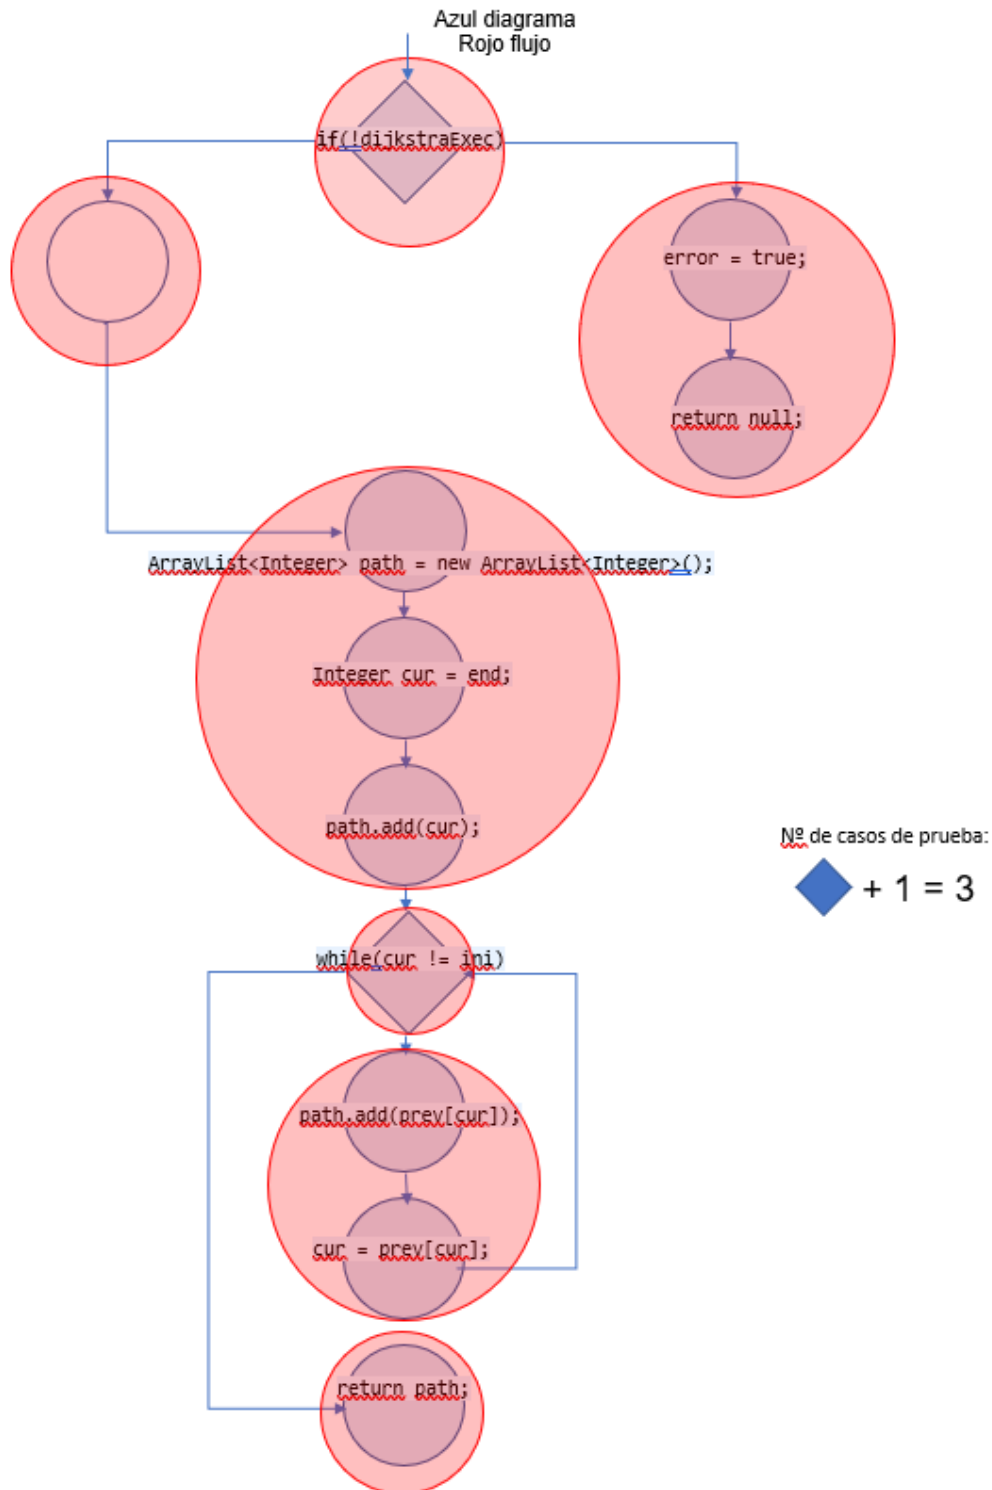 Azul diagrama
Rojo flujo
if(!dijkstraExec)
error = true;
return null;
ArrayList<Integer> path = new ArrayList<Integer>();
Integer cur = end;
path.add(cur);
Nº de casos de prueba:
+ 1 = 3
while(cur != ini)
path.add(prev[cur]);
cur = prev[cur];
return path;